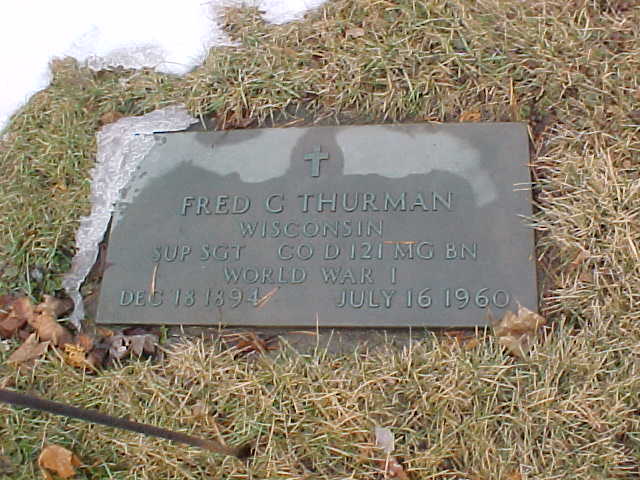 FRED C THURMAN
WISCONSIN
SUP SGT CO D 121 MG BN
WORLD WAR I
DEC 18 1894 JULY 16 1960